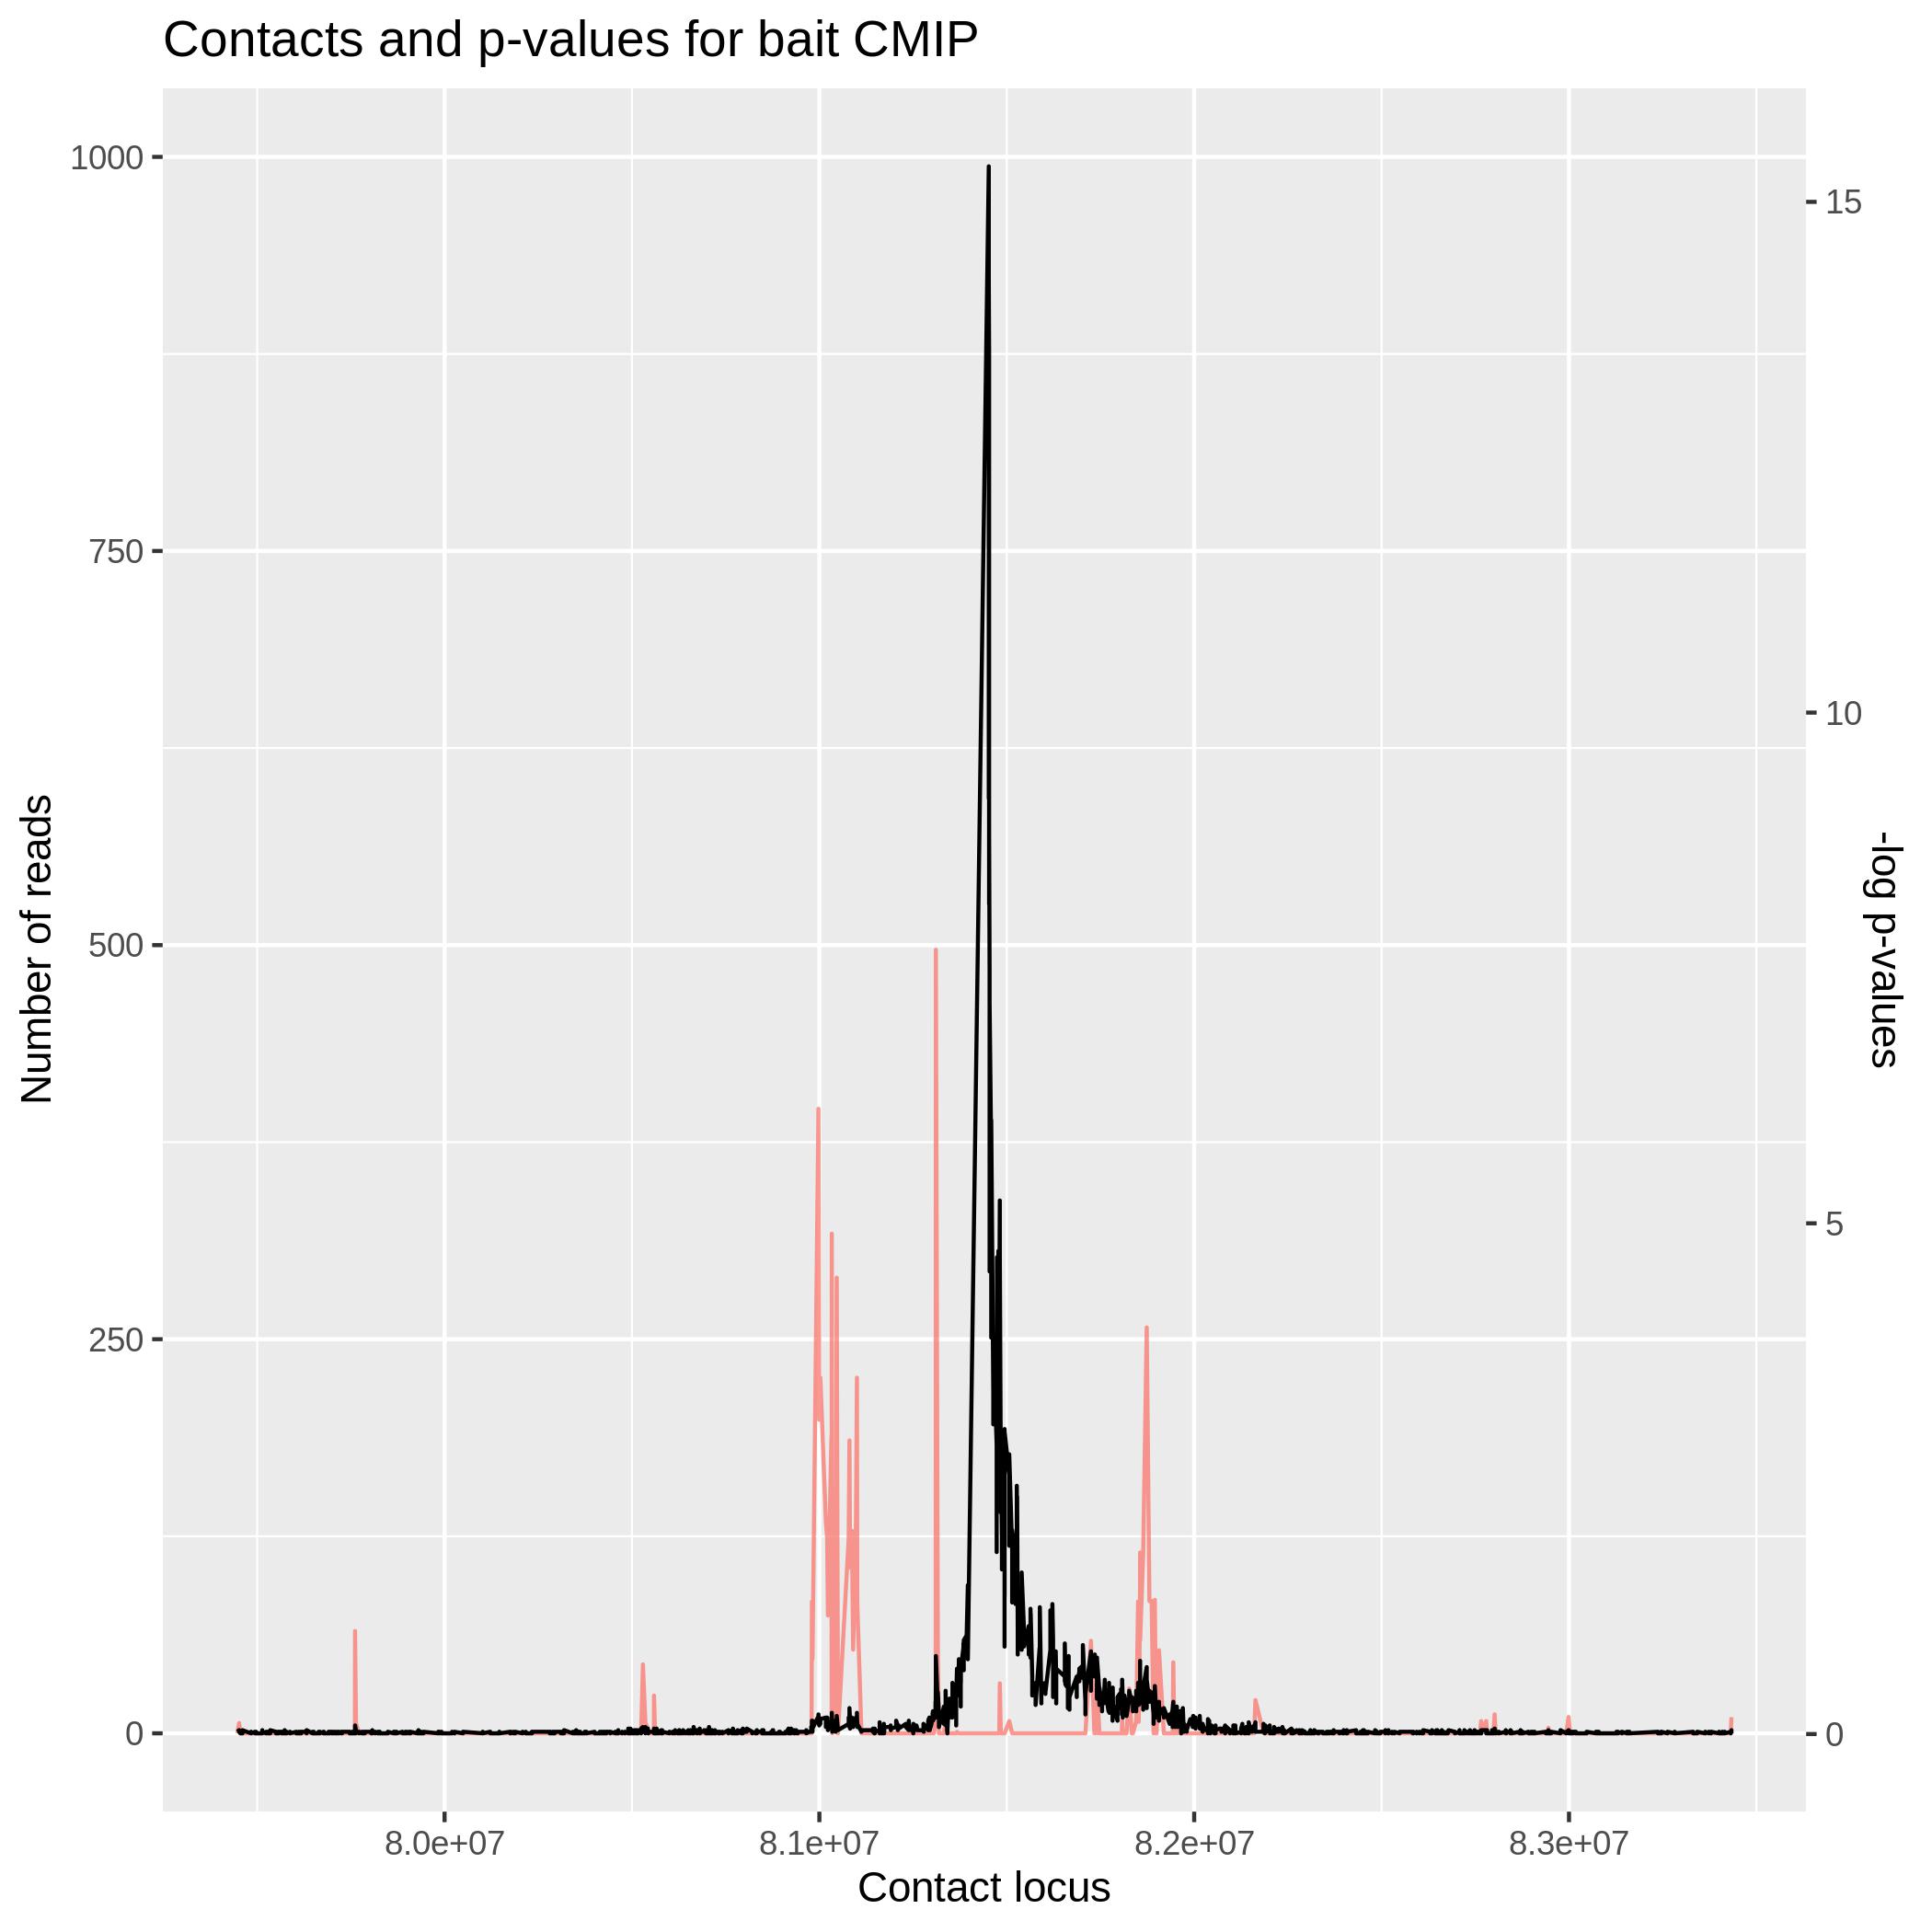 Contacts and p-values for bait CMIP
1000
750
500
250
0
Number of reads
15
10
5
0
-log p-values
8.0e+07
8.1e+07
8.2e+07
8.3e+07
Contact locus